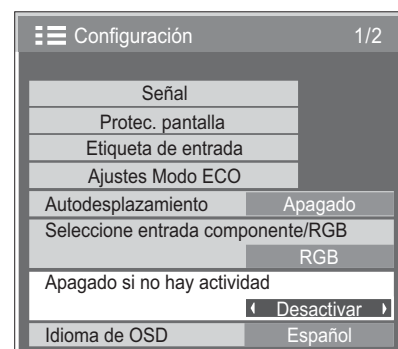 Configuración 1/2
Señal
Protec. pantalla
Etiqueta de entrada
Ajustes Modo ECO
Autodesplazamiento Apagado
Seleccione entrada componente/RGB
RGB
Apagado si no hay actividad
Desactivar
Idioma de OSD Español